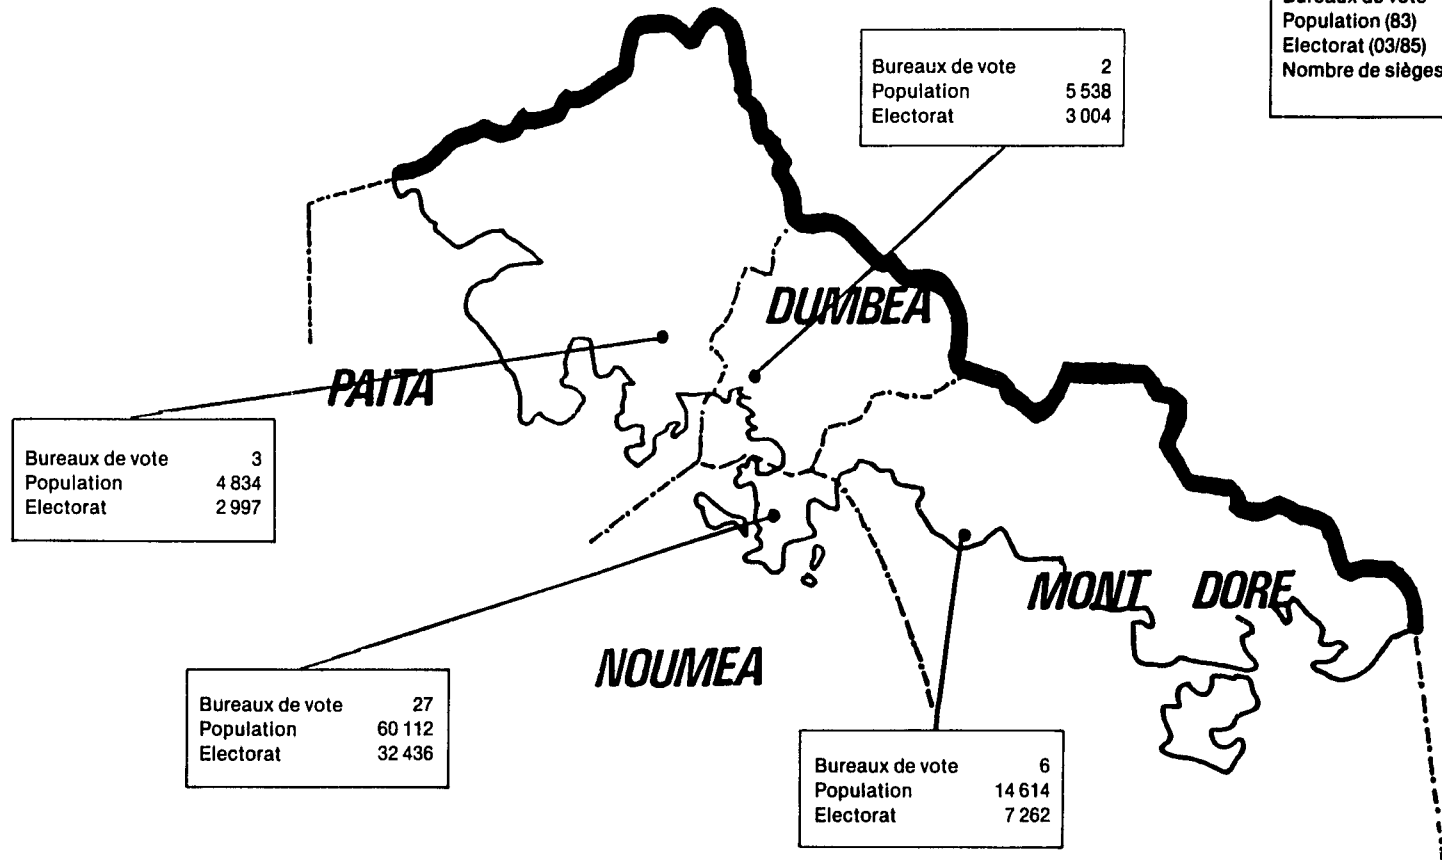 Population (83)
Electorat (03/85)
Nombre de sièges
Bureaux de vote 2
Population 5 538
Electorat 3 004
DUMBEA
PAITA
Bureaux de vote 3
Population 4 834
Electorat 2 997
MONT DORE
NOUMEA
Bureaux de vote 27
Population 60 112
Electorat 32 436
Bureaux de vote 6
Population 14 614
Electorat 7 262